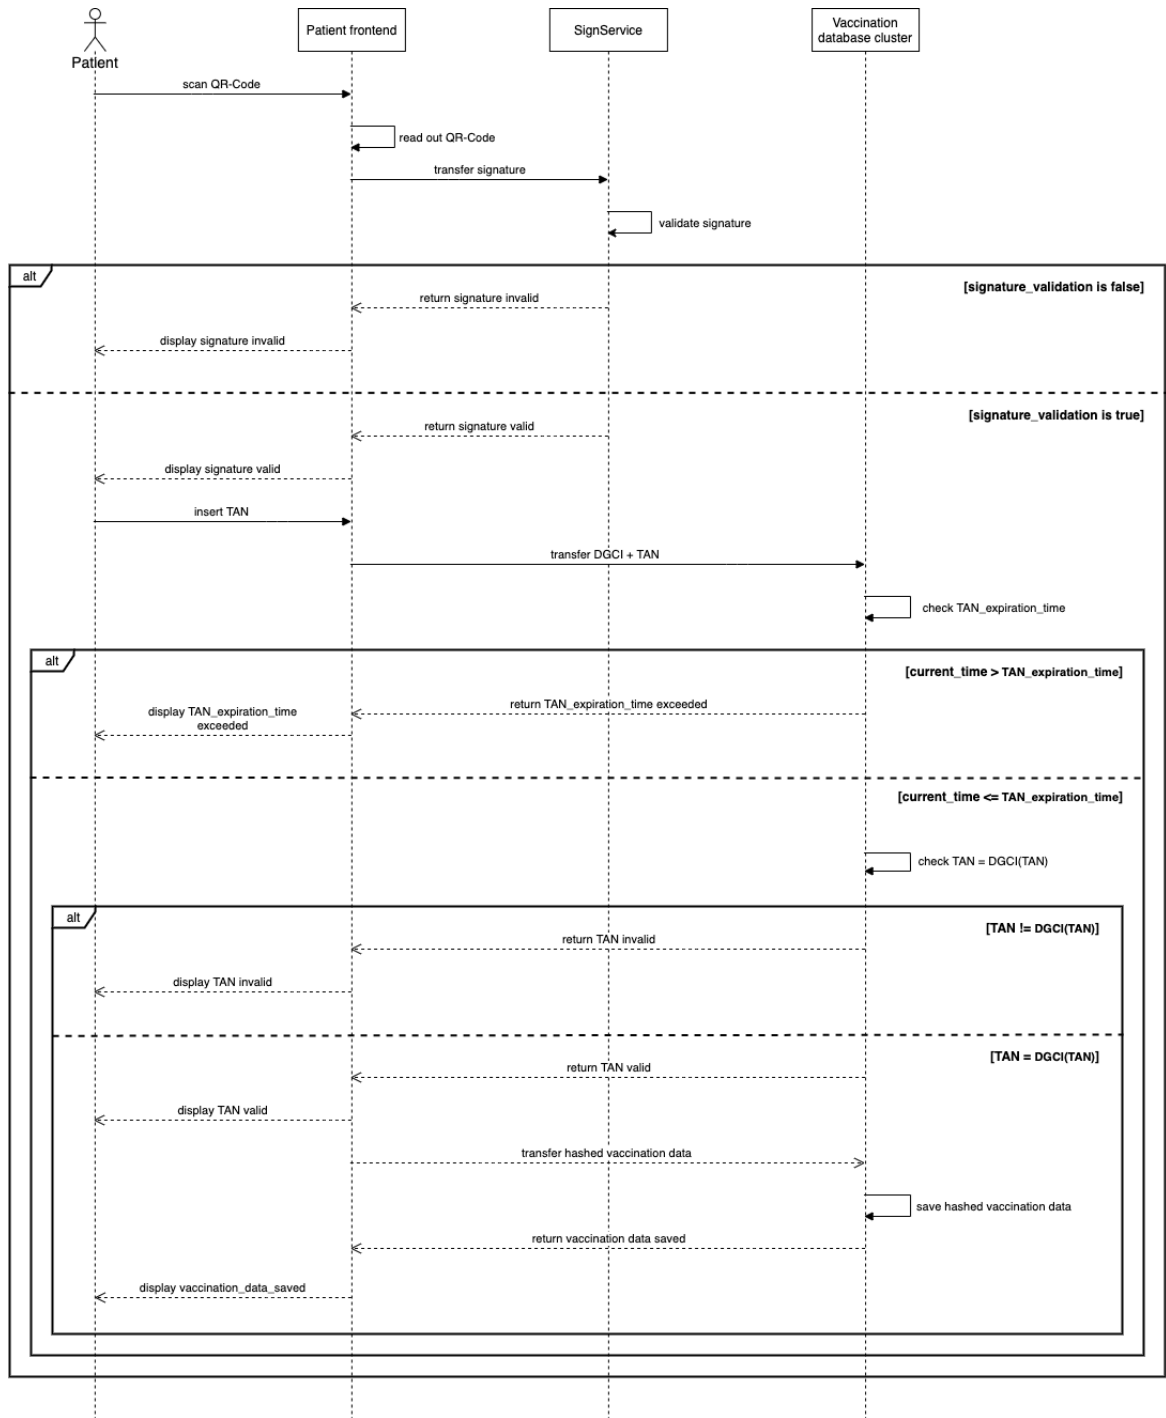 Patient
Patient frontend
SignService
Vaccination
database cluster
scan QR-Code
read out QR-Code
transfer signature
validate signature
alt
[signature_validation is false]
return signature invalid
display signature invalid
[signature_validation is true]
return signature valid
display signature valid
insert TAN
transfer DGCI + TAN
check TAN_expiration_time
alt
[current_time > TAN_expiration_time]
return TAN_expiration_time exceeded
display TAN_expiration_time
exceeded
[current_time <= TAN_expiration_time]
check TAN = DGCI(TAN)
alt
[TAN != DGCI(TAN)]
return TAN invalid
display TAN invalid
[TAN = DGCI(TAN)]
return TAN valid
display TAN valid
transfer hashed vaccination data
save hashed vaccination data
return vaccination data saved
display vaccination_data_saved